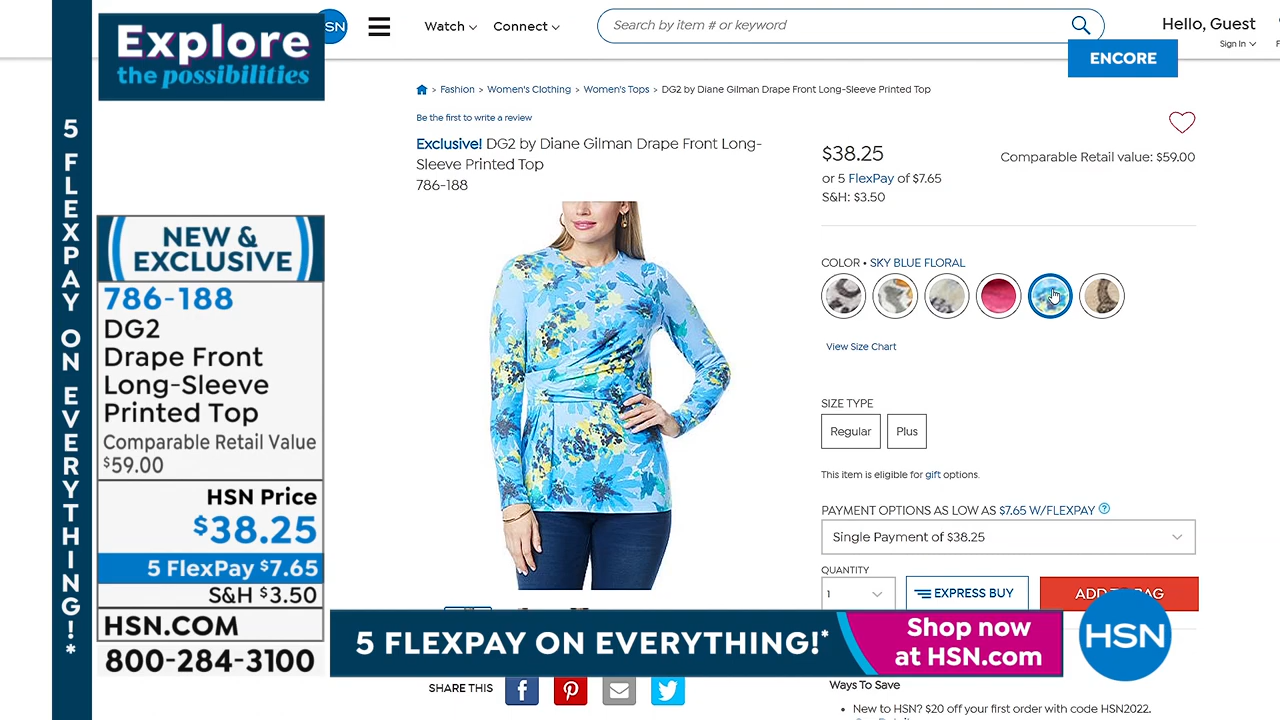 Explore
the possibilities
5 FLEXPAY ON EVERYTHING!*
HSN
Watch
Connect
Search by item # or keyword
Hello, Guest
Sign In
ENCORE
> Fashion > Women's Clothing > Women's Tops > DG2 by Diane Gilman Drape Front Long-Sleeve Printed Top
Be the first to write a review
Exclusive! DG2 by Diane Gilman Drape Front Long-
Sleeve Printed Top
786-188
$38.25
Comparable Retail value: $59.00
or 5 FlexPay of $7.65
S&H: $3.50
COLOR • SKY BLUE FLORAL
View Size Chart
SIZE TYPE
Regular
Plus
This item is eligible for gift options.
PAYMENT OPTIONS AS LOW AS $7.65 W/FLEXPAY ?
Single Payment of $38.25
QUANTITY
1
EXPRESS BUY
NEW &
EXCLUSIVE
786-188
DG2
Drape Front
Long-Sleeve
Printed Top
Comparable Retail Value
$59.00
HSN Price
$38.25
5 FlexPay $7.65
S&H $3.50
HSN.COM
800-284-3100
5 FLEXPAY ON EVERYTHING!*
Shop now
at HSN.com
HSN
SHARE THIS
Ways To Save
• New to HSN? $20 off your first order with code HSN2022.